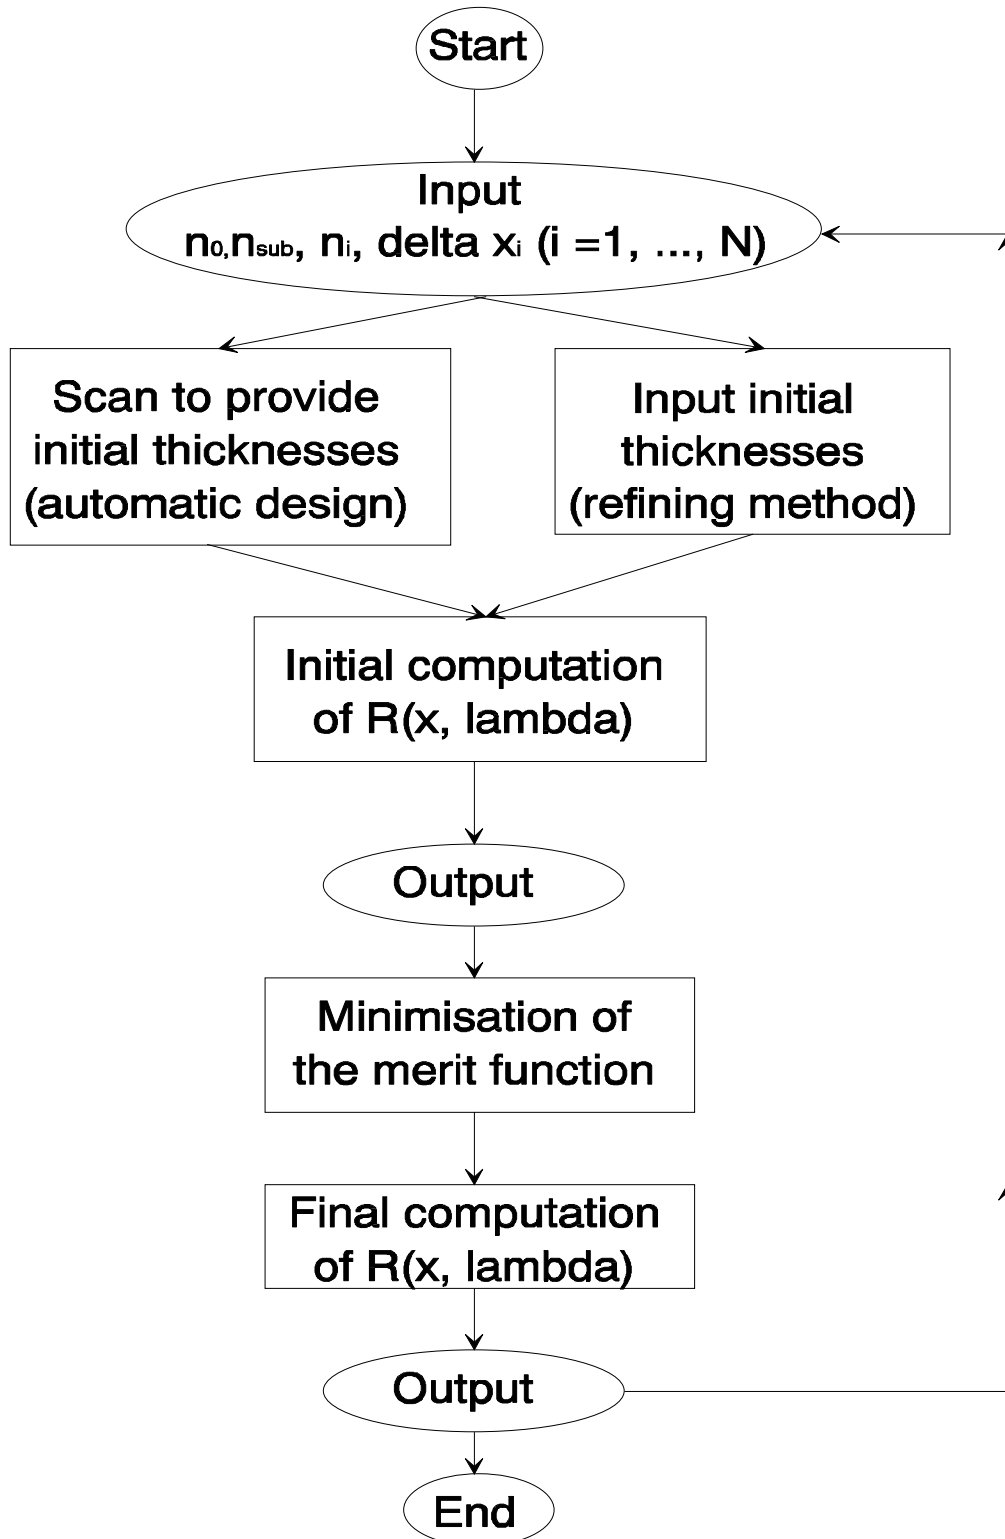 Start
Input
n₀,nsub, nᵢ, delta xᵢ (i =1, ..., N)
Scan to provide
initial thicknesses
(automatic design)
Input initial
thicknesses
(refining method)
Initial computation
of R(x, lambda)
Output
Minimisation of
the merit function
Final computation
of R(x, lambda)
Output
End